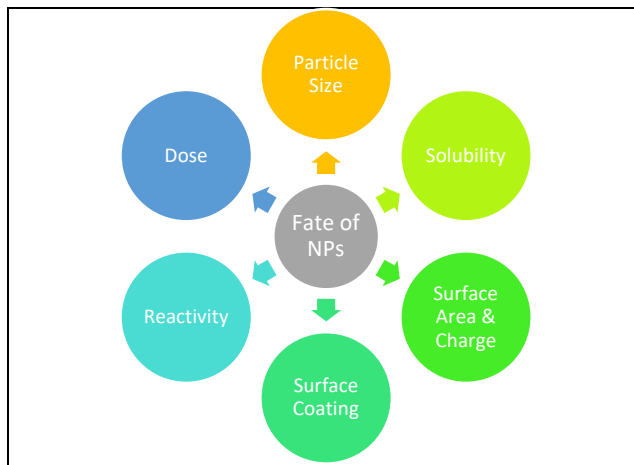 Particle
Size
Dose
Solubility
Fate of
NPs
Reactivity
Surface
Area &
Charge
Surface
Coating